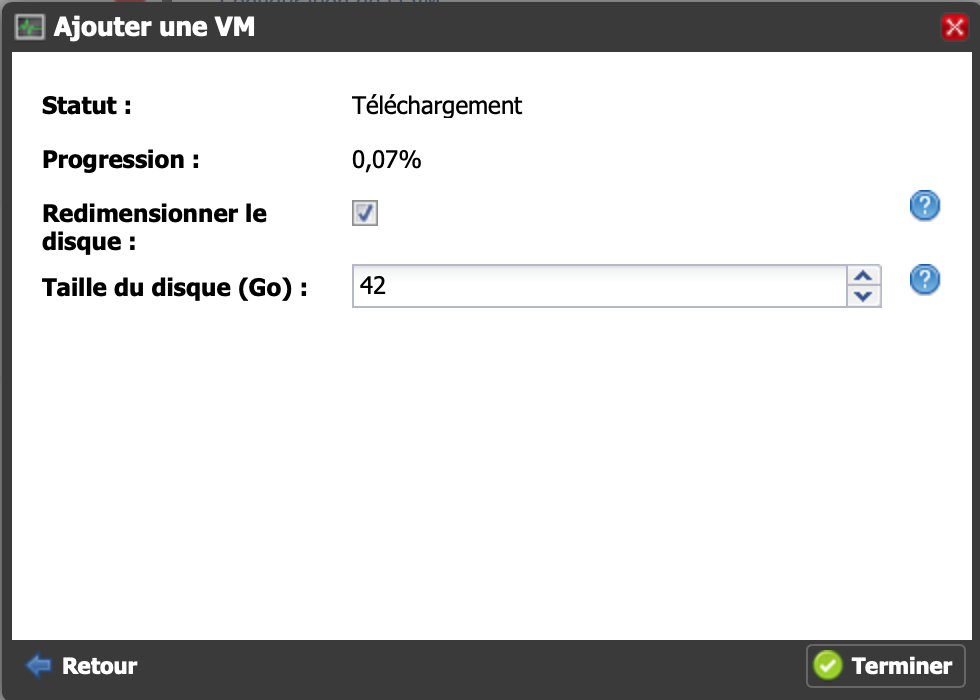 Ajouter une VM
Statut : Téléchargement
Progression : 0,07%
Redimensionner le
disque :
Taille du disque (Go) : 42
Retour
Terminer